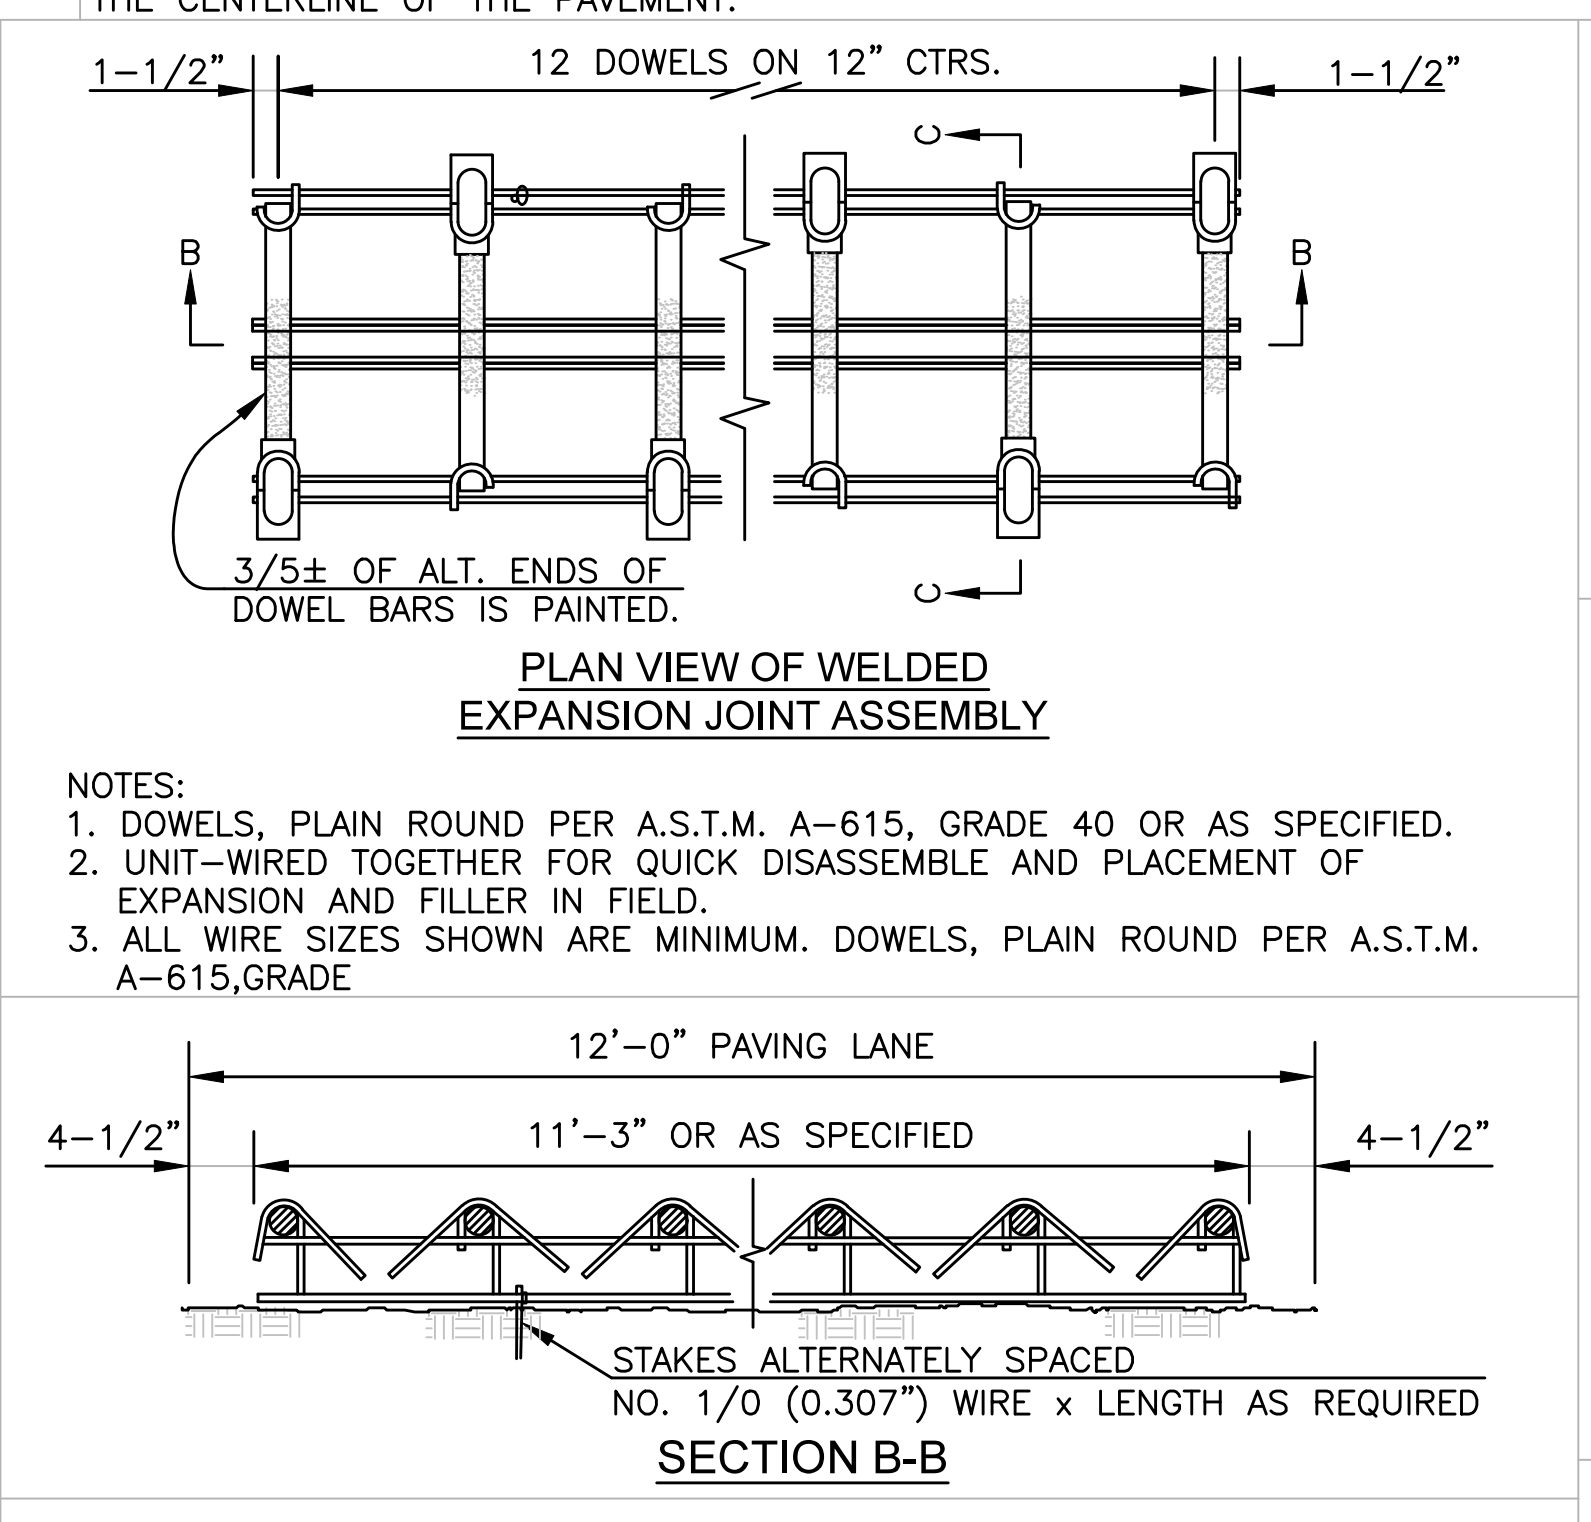 THE CENTERLINE OF THE PAVEMENT.
1-1/2” 12 DOWELS ON 12” CTRS. 1-1/2”
C
B B
3/5± OF ALT. ENDS OF
DOWEL BARS IS PAINTED.
C
PLAN VIEW OF WELDED
EXPANSION JOINT ASSEMBLY
NOTES:
1. DOWELS, PLAIN ROUND PER A.S.T.M. A-615, GRADE 40 OR AS SPECIFIED.
2. UNIT-WIRED TOGETHER FOR QUICK DISASSEMBLE AND PLACEMENT OF
EXPANSION AND FILLER IN FIELD.
3. ALL WIRE SIZES SHOWN ARE MINIMUM. DOWELS, PLAIN ROUND PER A.S.T.M.
A-615,GRADE
12’-0” PAVING LANE
4-1/2” 11’-3” OR AS SPECIFIED 4-1/2”
STAKES ALTERNATELY SPACED
NO. 1/0 (0.307”) WIRE x LENGTH AS REQUIRED
SECTION B-B